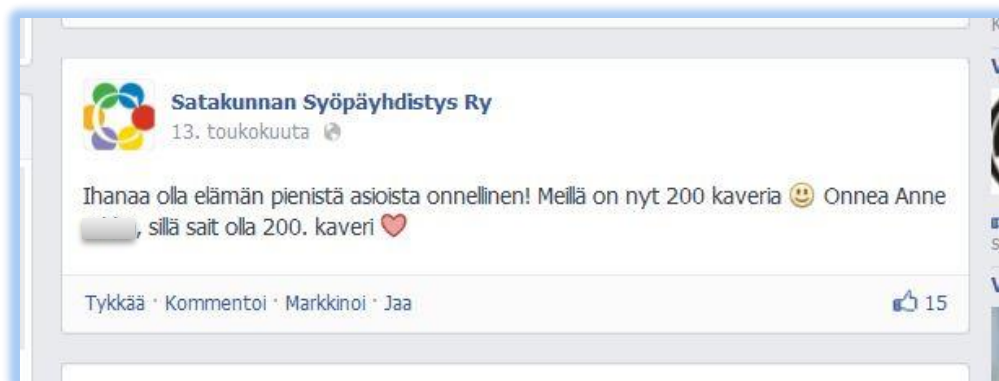 Satakunnan Syöpäyhdistys Ry
13. toukokuuta
Ihanaa olla elämän pienistä asioista onnellinen! Meillä on nyt 200 kaveria 🙂 Onnea Anne
, sillä sait olla 200. kaveri ❤
Tykkää · Kommentoi · Markkinoi · Jaa
15